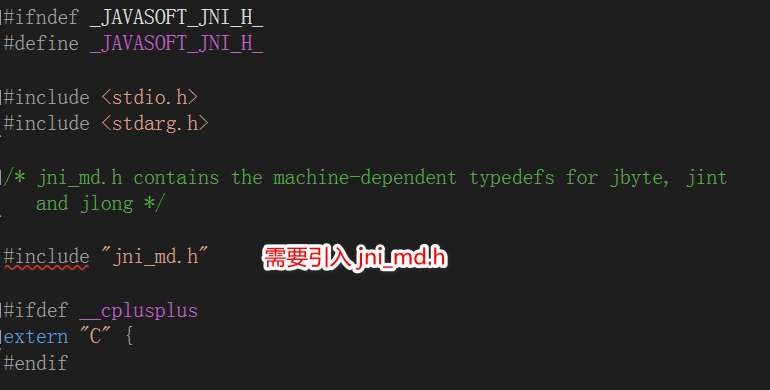 #ifndef _JAVASOFT_JNI_H_
#define _JAVASOFT_JNI_H_
#include <stdio.h>
#include <stdarg.h>
/* jni_md.h contains the machine-dependent typedefs for jbyte, jint
and jlong */
#include "jni_md.h" 需要引入 jni_md.h
#ifdef __cplusplus
extern "C" {
#endif